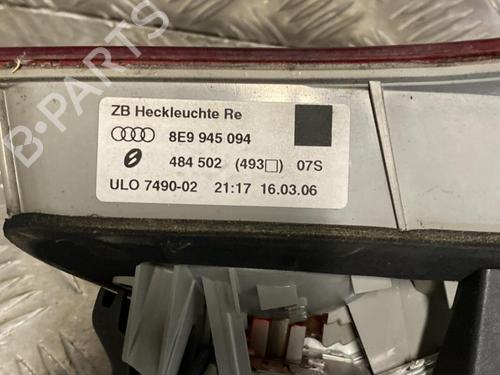 B-PARTS
ZB Heckleuchte Re
8E9 945 094
484 502 (493□) 07S
ULO 7490-02 21:17 16.03.06